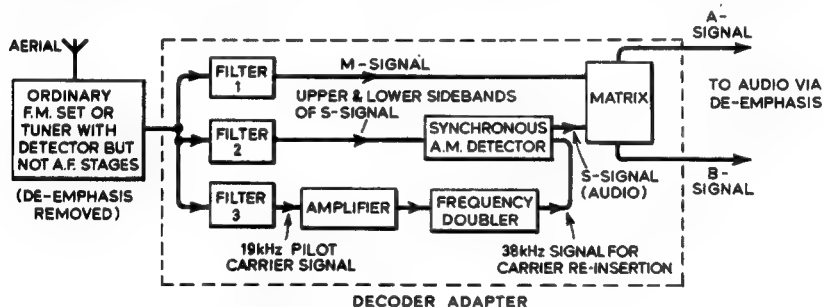 AERIAL
ORDINARY
F.M. SET OR
TUNER WITH
DETECTOR BUT
NOT A.F. STAGES
(DE-EMPHASIS
REMOVED)
FILTER
1
M-SIGNAL
UPPER & LOWER SIDEBANDS
OF S-SIGNAL
FILTER
2
SYNCHRONOUS
A.M. DETECTOR
FILTER
3
AMPLIFIER
FREQUENCY
DOUBLER
19kHz PILOT
CARRIER SIGNAL
38kHz SIGNAL FOR
CARRIER RE-INSERTION
S-SIGNAL
(AUDIO)
MATRIX
A-
SIGNAL
TO AUDIO VIA
DE-EMPHASIS
B-
SIGNAL
DECODER ADAPTER